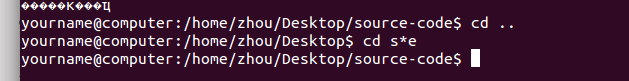 �����K���Ҵ
yourname@computer:/home/zhou/Desktop/source-code$ cd ..
yourname@computer:/home/zhou/Desktop$ cd s*e
yourname@computer:/home/zhou/Desktop/source-code$